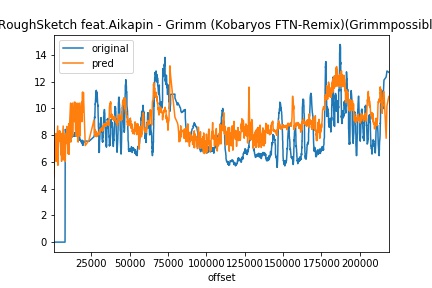 RoughSketch feat.Aikapin - Grimm (Kobaryos FTN-Remix)(Grimmpossibl
original
pred
14
12
10
8
6
4
2
0
25000 50000 75000 100000 125000 150000 175000 200000
offset